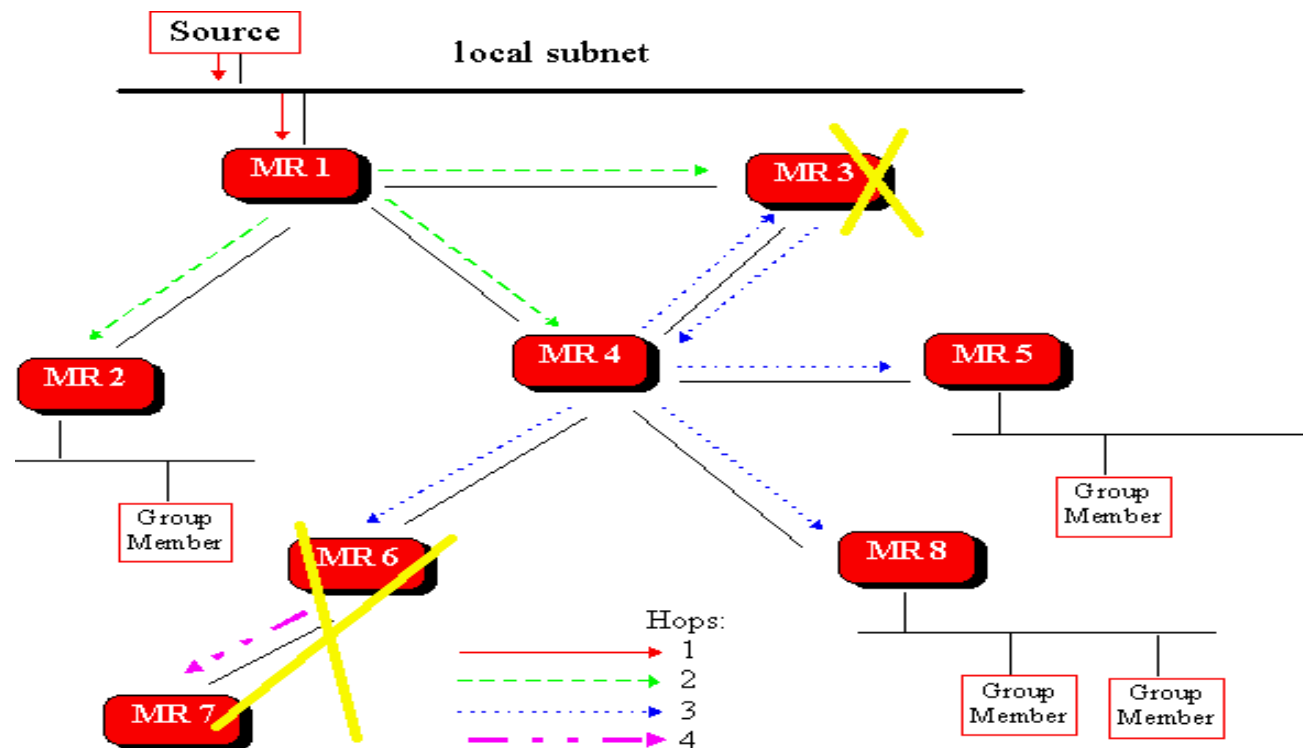 Source
local subnet
MR 1
MR 3
MR 4
MR 5
MR 2
Group
Member
Group
Member
MR 6
MR 8
Hops:
1
2
3
4
Group
Member
Group
Member
MR 7